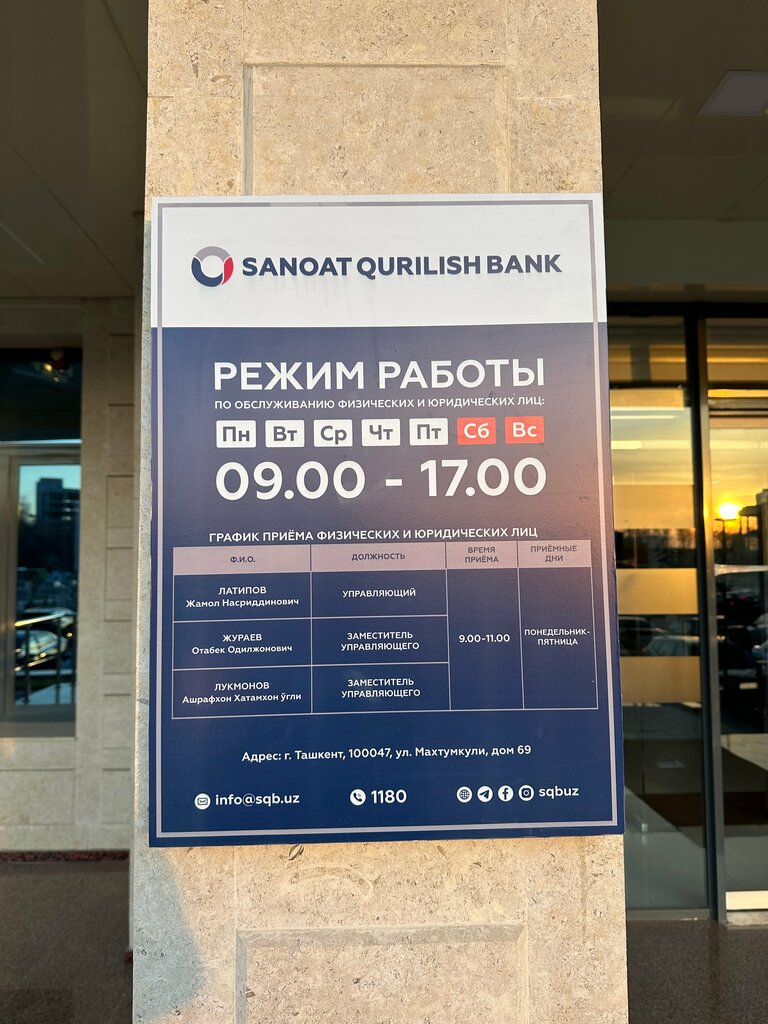 SANOAT QURILISH BANK
РЕЖИМ РАБОТЫ
ПО ОБСЛУЖИВАНИЮ ФИЗИЧЕСКИХ И ЮРИДИЧЕСКИХ ЛИЦ:
Пн Вт Ср Чт Пт Сб Вс
09.00 - 17.00
ГРАФИК ПРИЁМА ФИЗИЧЕСКИХ И ЮРИДИЧЕСКИХ ЛИЦ
Ф.И.О. ДОЛЖНОСТЬ ВРЕМЯ ПРИЁМА ПРИЁМНЫЕ ДНИ
ЛАТИПОВ
Жамол Насриддинович
УПРАВЛЯЮЩИЙ
ЖУРАЕВ
Отабек Одилжонович
ЗАМЕСТИТЕЛЬ
УПРАВЛЯЮЩЕГО
ЛУКМОНОВ
Ашрафхон Хатамхон ўгли
ЗАМЕСТИТЕЛЬ
УПРАВЛЯЮЩЕГО
9.00-11.00
ПОНЕДЕЛЬНИК-
ПЯТНИЦА
Адрес: г. Ташкент, 100047, ул. Махтумкули, дом 69
info@sqb.uz 1180 sqbuz